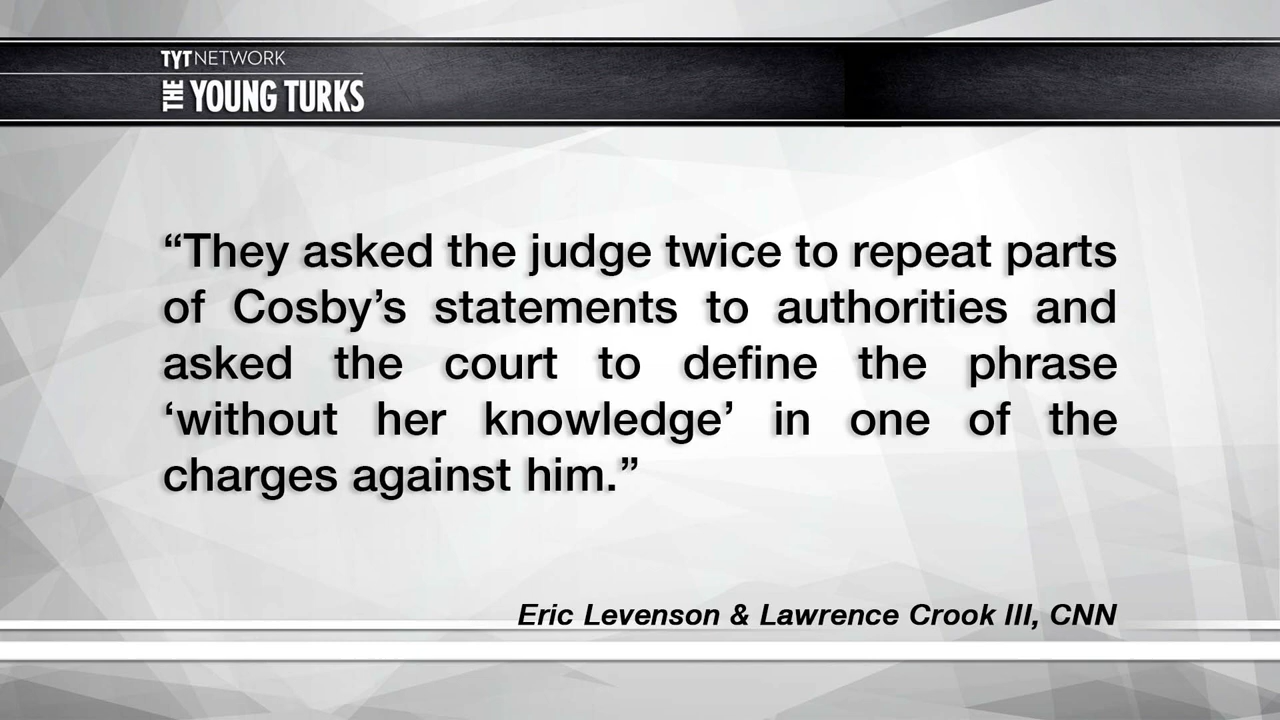 TYT NETWORK
THE YOUNG TURKS
“They asked the judge twice to repeat parts
of Cosby’s statements to authorities and
asked the court to define the phrase
‘without her knowledge’ in one of the
charges against him.”
Eric Levenson & Lawrence Crook III, CNN